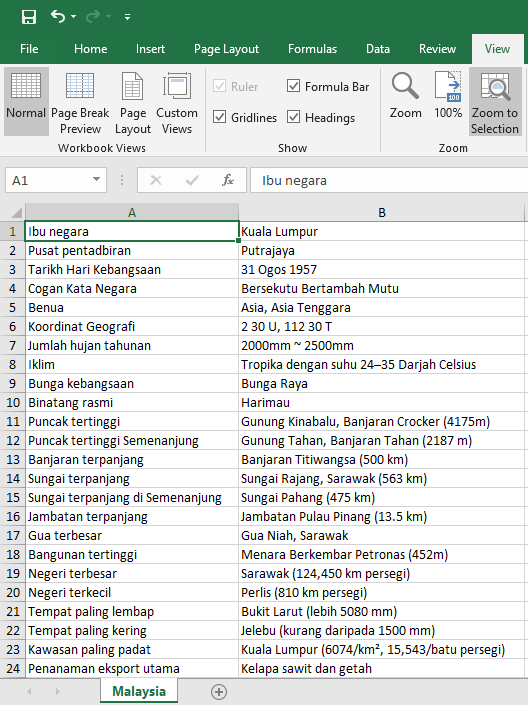 File Home Insert Page Layout Formulas Data Review View
Normal Page Break Preview Page Layout Custom Views
Workbook Views
Ruler Formula Bar
Gridlines Headings
Show
Zoom 100% Zoom to Selection
Zoom
A1 fx Ibu negara
A B
1 Ibu negara Kuala Lumpur
2 Pusat pentadbiran Putrajaya
3 Tarikh Hari Kebangsaan 31 Ogos 1957
4 Cogan Kata Negara Bersekutu Bertambah Mutu
5 Benua Asia, Asia Tenggara
6 Koordinat Geografi 2 30 U, 112 30 T
7 Jumlah hujan tahunan 2000mm ~ 2500mm
8 Iklim Tropika dengan suhu 24–35 Darjah Celsius
9 Bunga kebangsaan Bunga Raya
10 Binatang rasmi Harimau
11 Puncak tertinggi Gunung Kinabalu, Banjaran Crocker (4175m)
12 Puncak tertinggi Semenanjung Gunung Tahan, Banjaran Tahan (2187 m)
13 Banjaran terpanjang Banjaran Titiwangsa (500 km)
14 Sungai terpanjang Sungai Rajang, Sarawak (563 km)
15 Sungai terpanjang di Semenanjung Sungai Pahang (475 km)
16 Jambatan terpanjang Jambatan Pulau Pinang (13.5 km)
17 Gua terbesar Gua Niah, Sarawak
18 Bangunan tertinggi Menara Berkembar Petronas (452m)
19 Negeri terbesar Sarawak (124,450 km persegi)
20 Negeri terkecil Perlis (810 km persegi)
21 Tempat paling lembap Bukit Larut (lebih 5080 mm)
22 Tempat paling kering Jelebu (kurang daripada 1500 mm)
23 Kawasan paling padat Kuala Lumpur (6074/km², 15,543/batu persegi)
24 Penanaman eksport utama Kelapa sawit dan getah
Malaysia